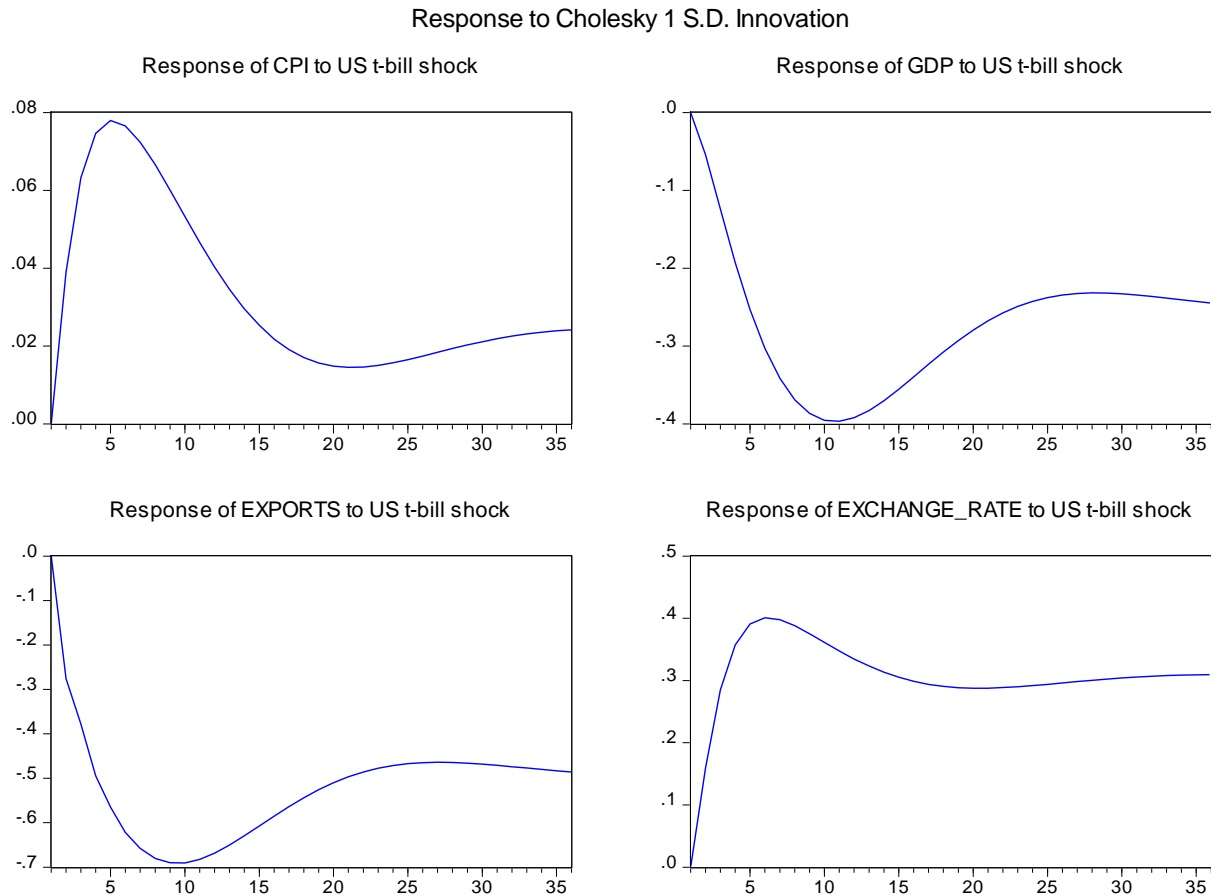 Response to Cholesky 1 S.D. Innovation
Response of CPI to US t-bill shock
.08
.06
.04
.02
.00
5 10 15 20 25 30 35
Response of GDP to US t-bill shock
.0
-.1
-.2
-.3
-.4
5 10 15 20 25 30 35
Response of EXPORTS to US t-bill shock
.0
-.1
-.2
-.3
-.4
-.5
-.6
-.7
5 10 15 20 25 30 35
Response of EXCHANGE_RATE to US t-bill shock
.5
.4
.3
.2
.1
.0
5 10 15 20 25 30 35